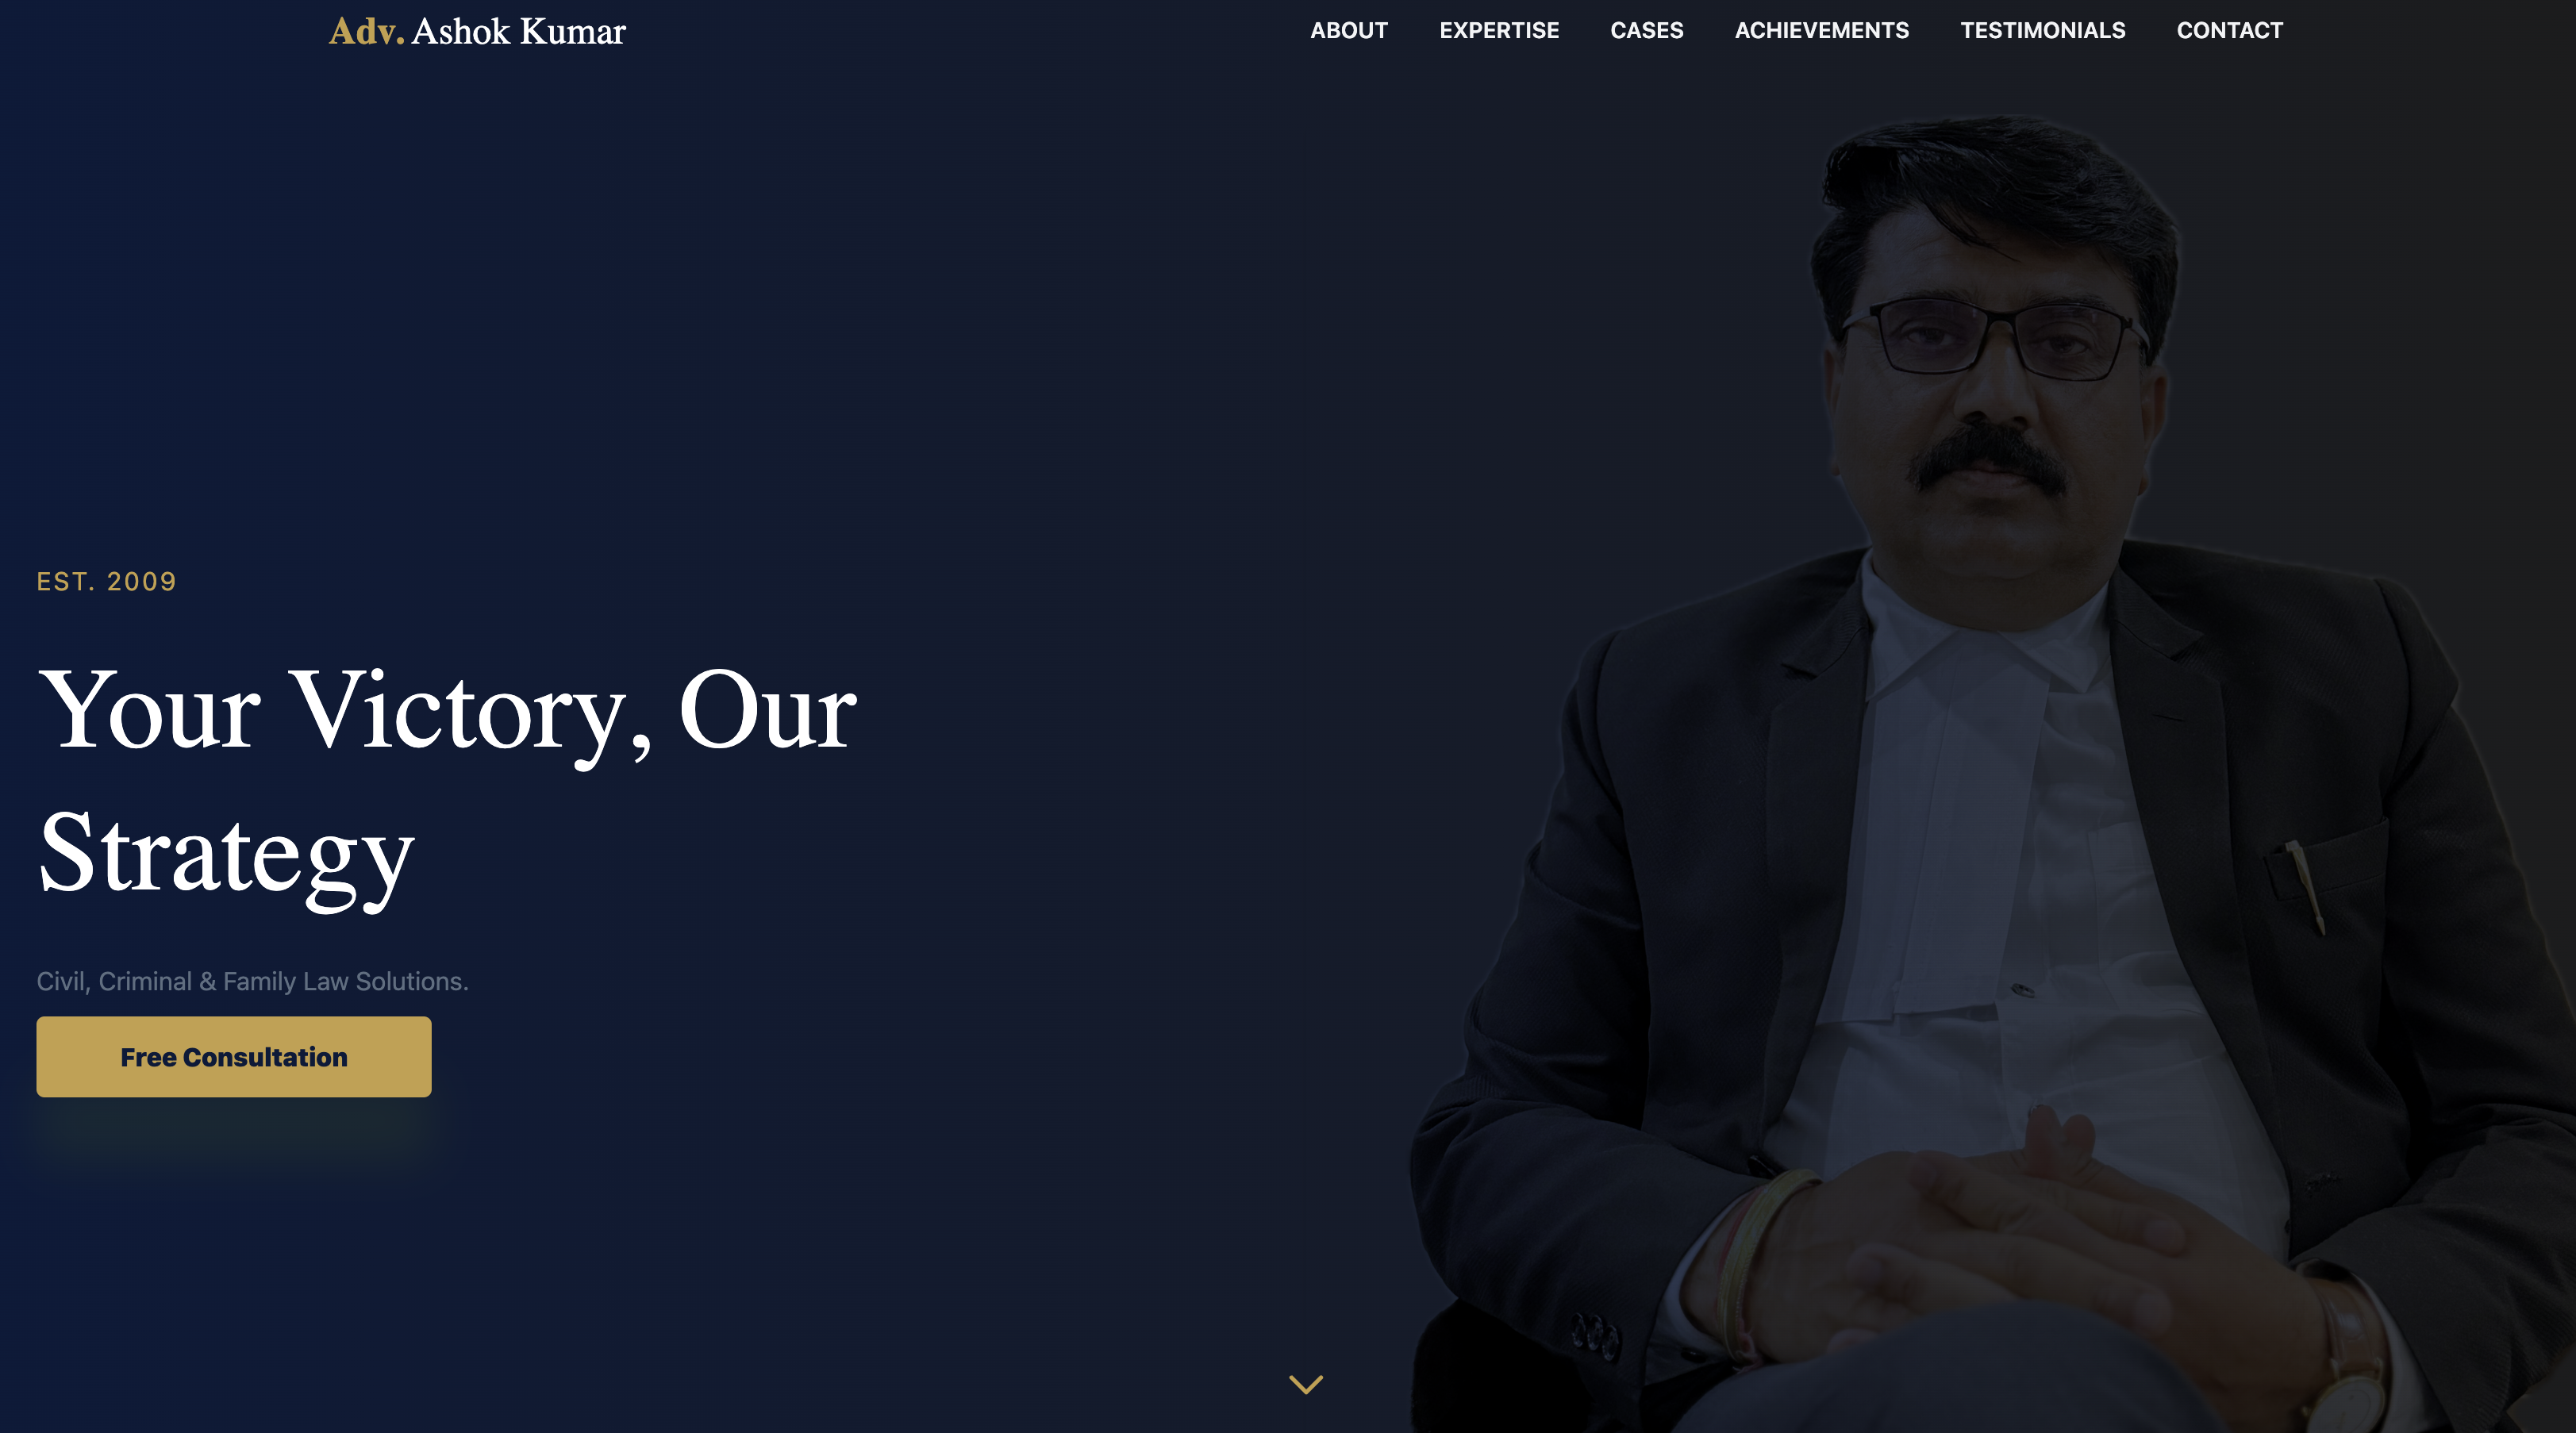 Adv. Ashok Kumar
ABOUT EXPERTISE CASES ACHIEVEMENTS TESTIMONIALS CONTACT
EST. 2009
Your Victory, Our
Strategy
Civil, Criminal & Family Law Solutions.
Free Consultation